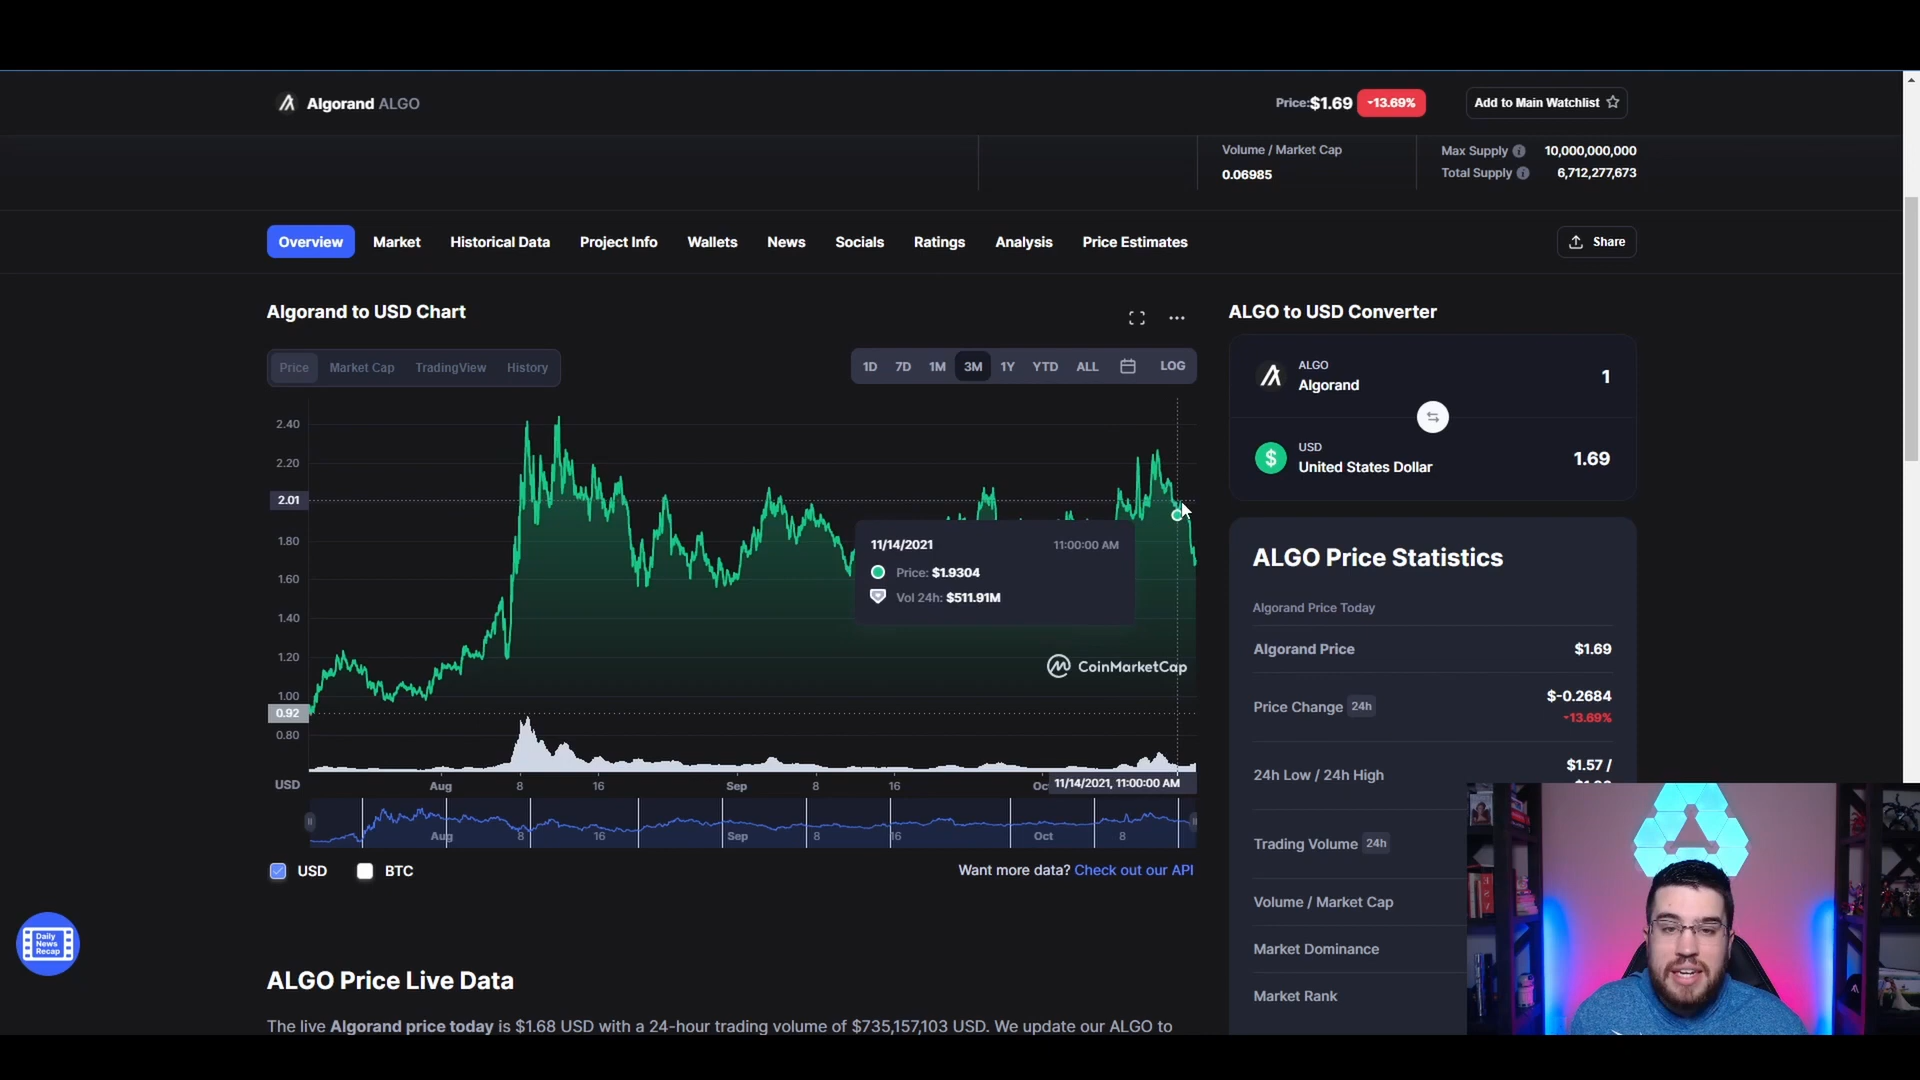 Algorand ALGO
Price:$1.69 -13.69%
Add to Main Watchlist
Volume / Market Cap
0.06985
Max Supply 10,000,000,000
Total Supply 6,712,277,673
Overview Market Historical Data Project Info Wallets News Socials Ratings Analysis Price Estimates
Share
Algorand to USD Chart
Price Market Cap TradingView History
1D 7D 1M 3M 1Y YTD ALL LOG
2.40
2.20
2.01
1.80
1.60
1.40
1.20
1.00
0.92
0.80
11/14/2021 11:00:00 AM
Price: $1.9304
Vol 24h: $511.91M
CoinMarketCap
USD Aug 8 16 Sep 8 16 Oc 11/14/2021, 11:00:00 AM
Aug 8 16 Sep 8 16 Oct 8
USD BTC
Want more data? Check out our API
Daily
News
Recap
ALGO Price Live Data
The live Algorand price today is $1.68 USD with a 24-hour trading volume of $735,157,103 USD. We update our ALGO to
ALGO to USD Converter
ALGO
Algorand 1
USD
United States Dollar 1.69
$
ALGO Price Statistics
Algorand Price Today
Algorand Price $1.69
Price Change 24h $-0.2684
-13.69%
24h Low / 24h High $1.57 /
Trading Volume 24h
Volume / Market Cap
Market Dominance
Market Rank